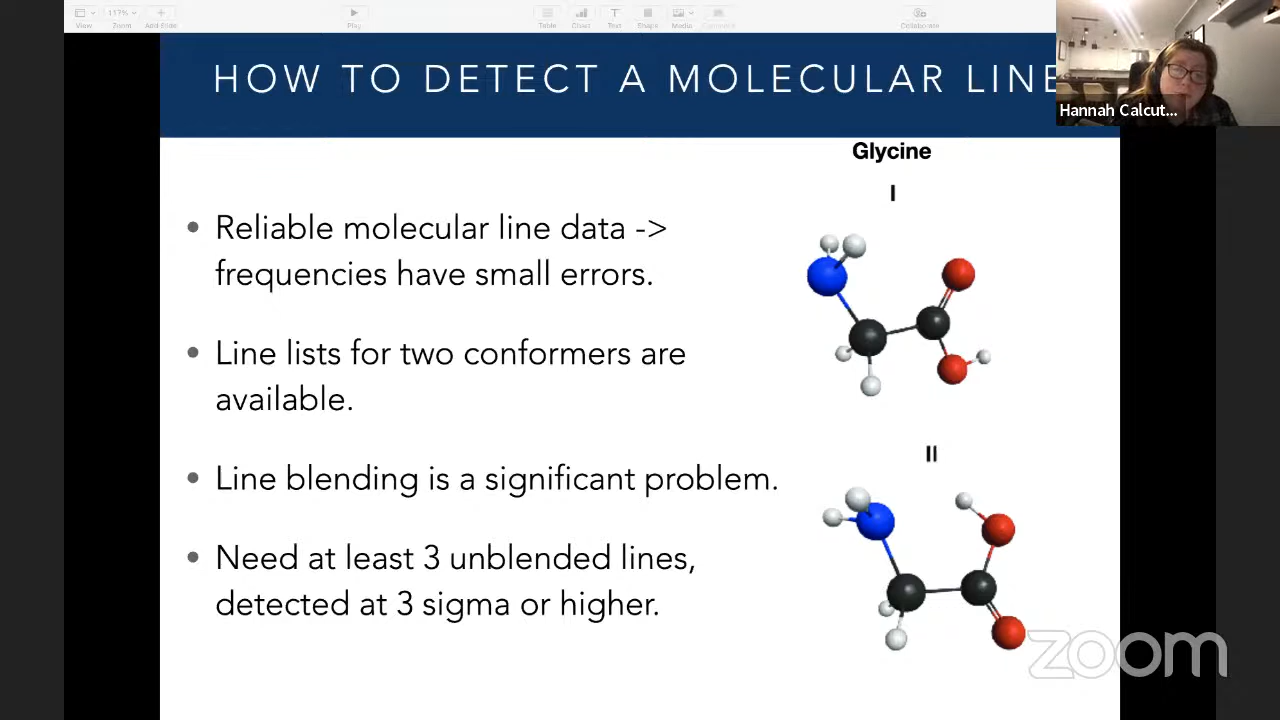 117%
View
Zoom
Add Slide
Play
Table
Chart
Text
Shape
Media
Comment
Collaborate
HOW TO DETECT A MOLECULAR LINE
Hannah Calcut...
Glycine
I
• Reliable molecular line data ->
frequencies have small errors.
• Line lists for two conformers are
available.
II
• Line blending is a significant problem.
• Need at least 3 unblended lines,
detected at 3 sigma or higher.
zoom